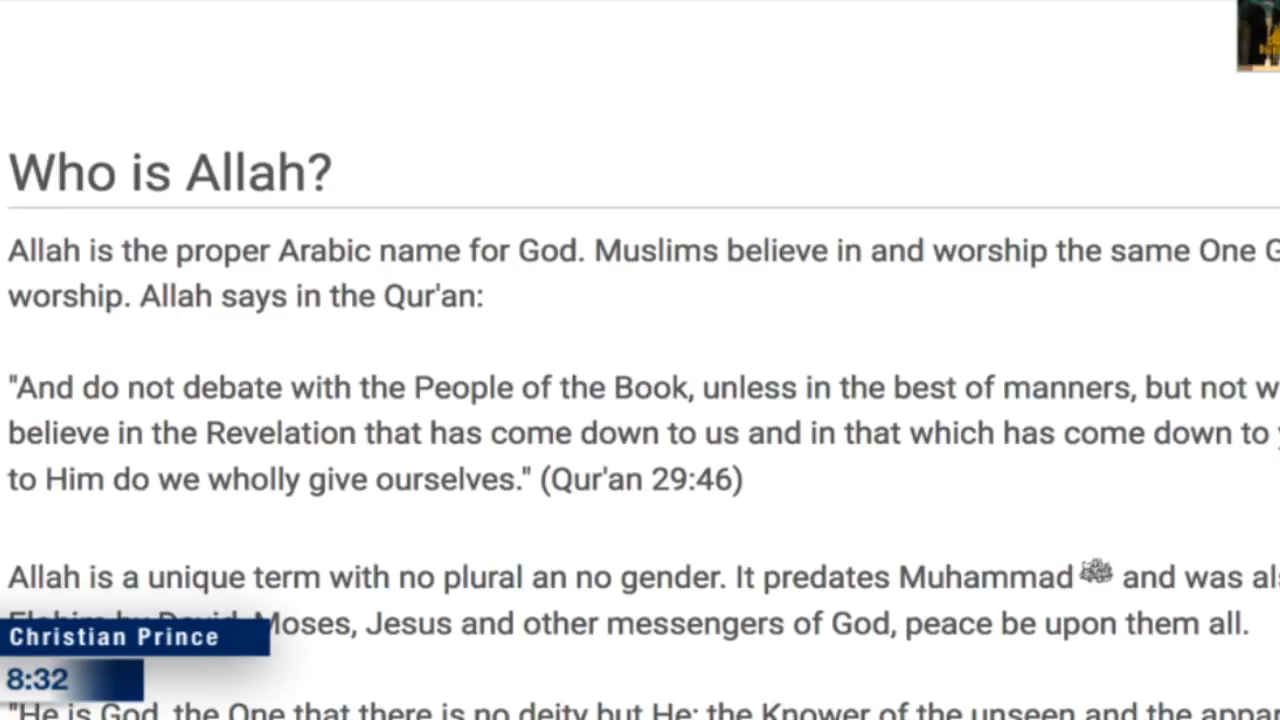 Who is Allah?
Allah is the proper Arabic name for God. Muslims believe in and worship the same One G
worship. Allah says in the Qur'an:
"And do not debate with the People of the Book, unless in the best of manners, but not w
believe in the Revelation that has come down to us and in that which has come down to y
to Him do we wholly give ourselves." (Qur'an 29:46)
Allah is a unique term with no plural an no gender. It predates Muhammad ﷺ and was als
Moses, Jesus and other messengers of God, peace be upon them all.
Christian Prince
8:32
"He is God, the One that there is no deity but He; the Knower of the unseen and the appar